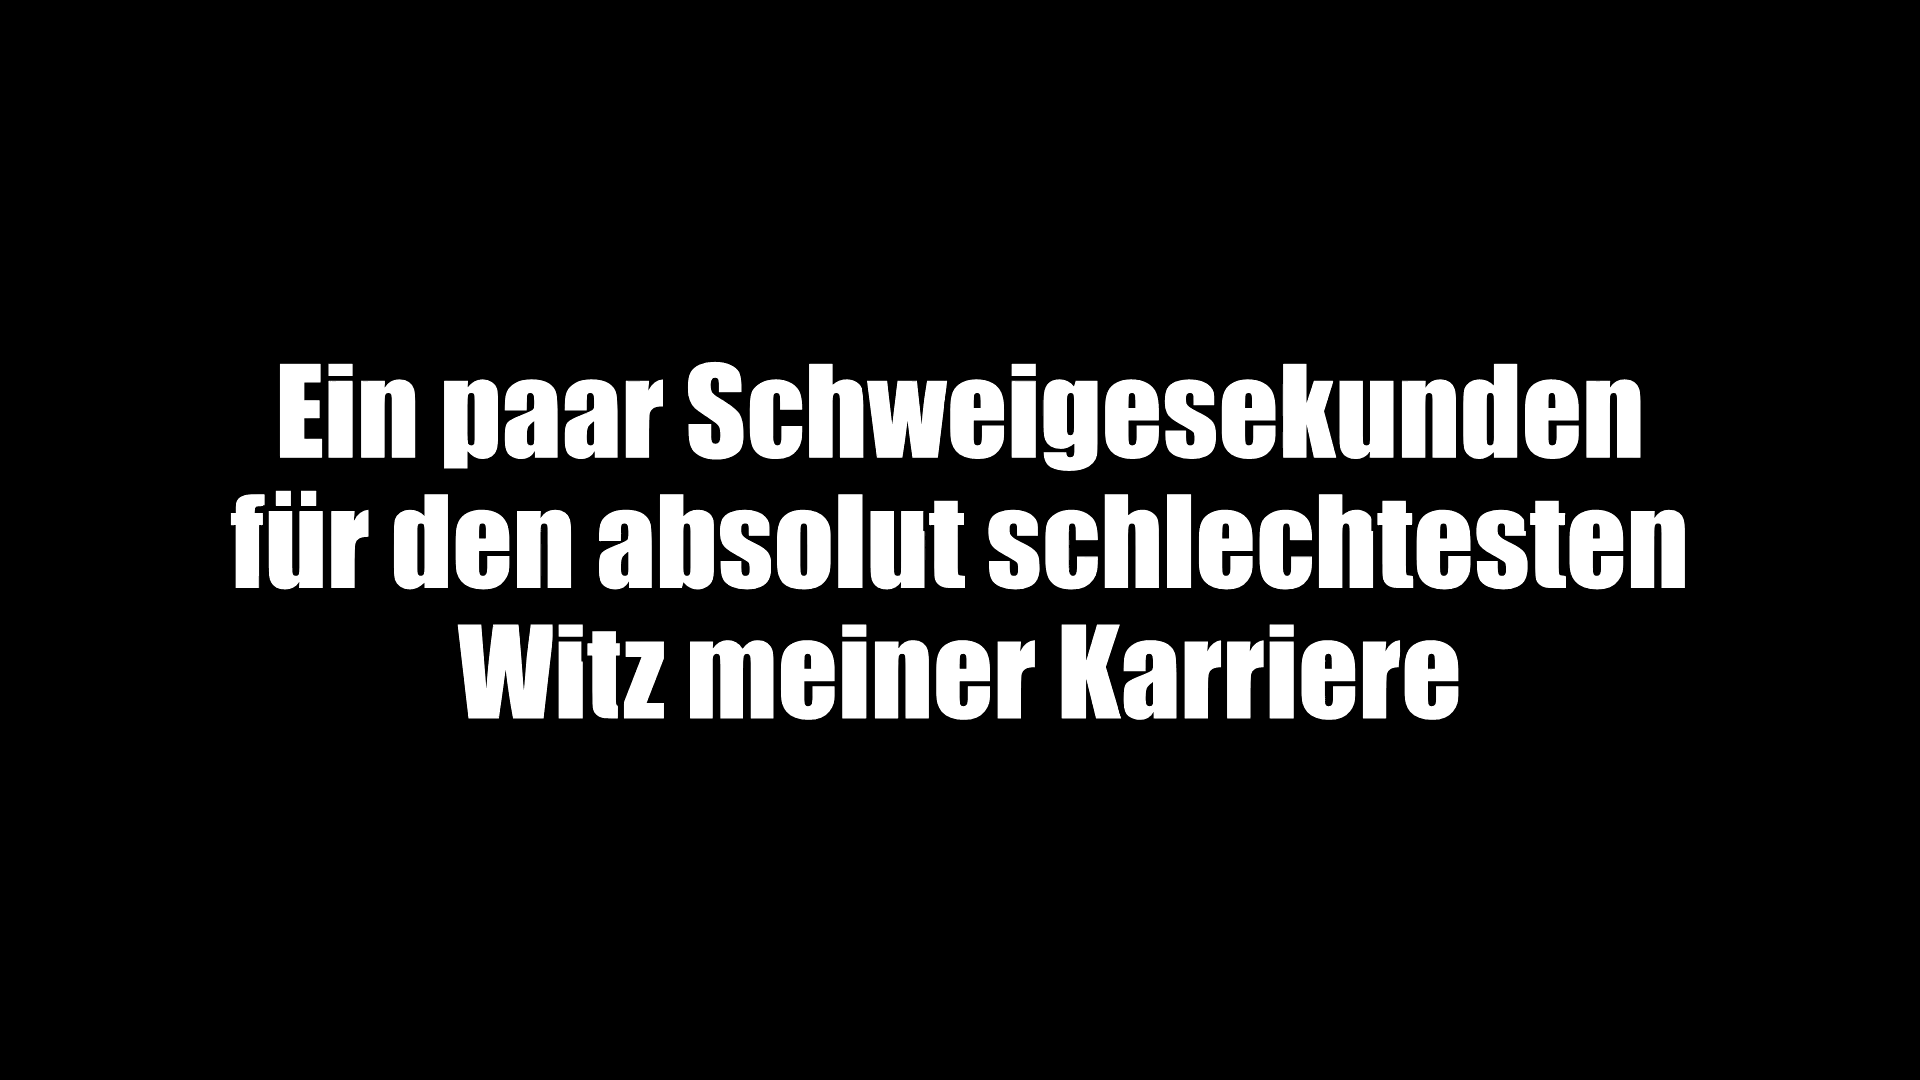 Ein paar Schweigesekunden
für den absolut schlechtesten
Witz meiner Karriere